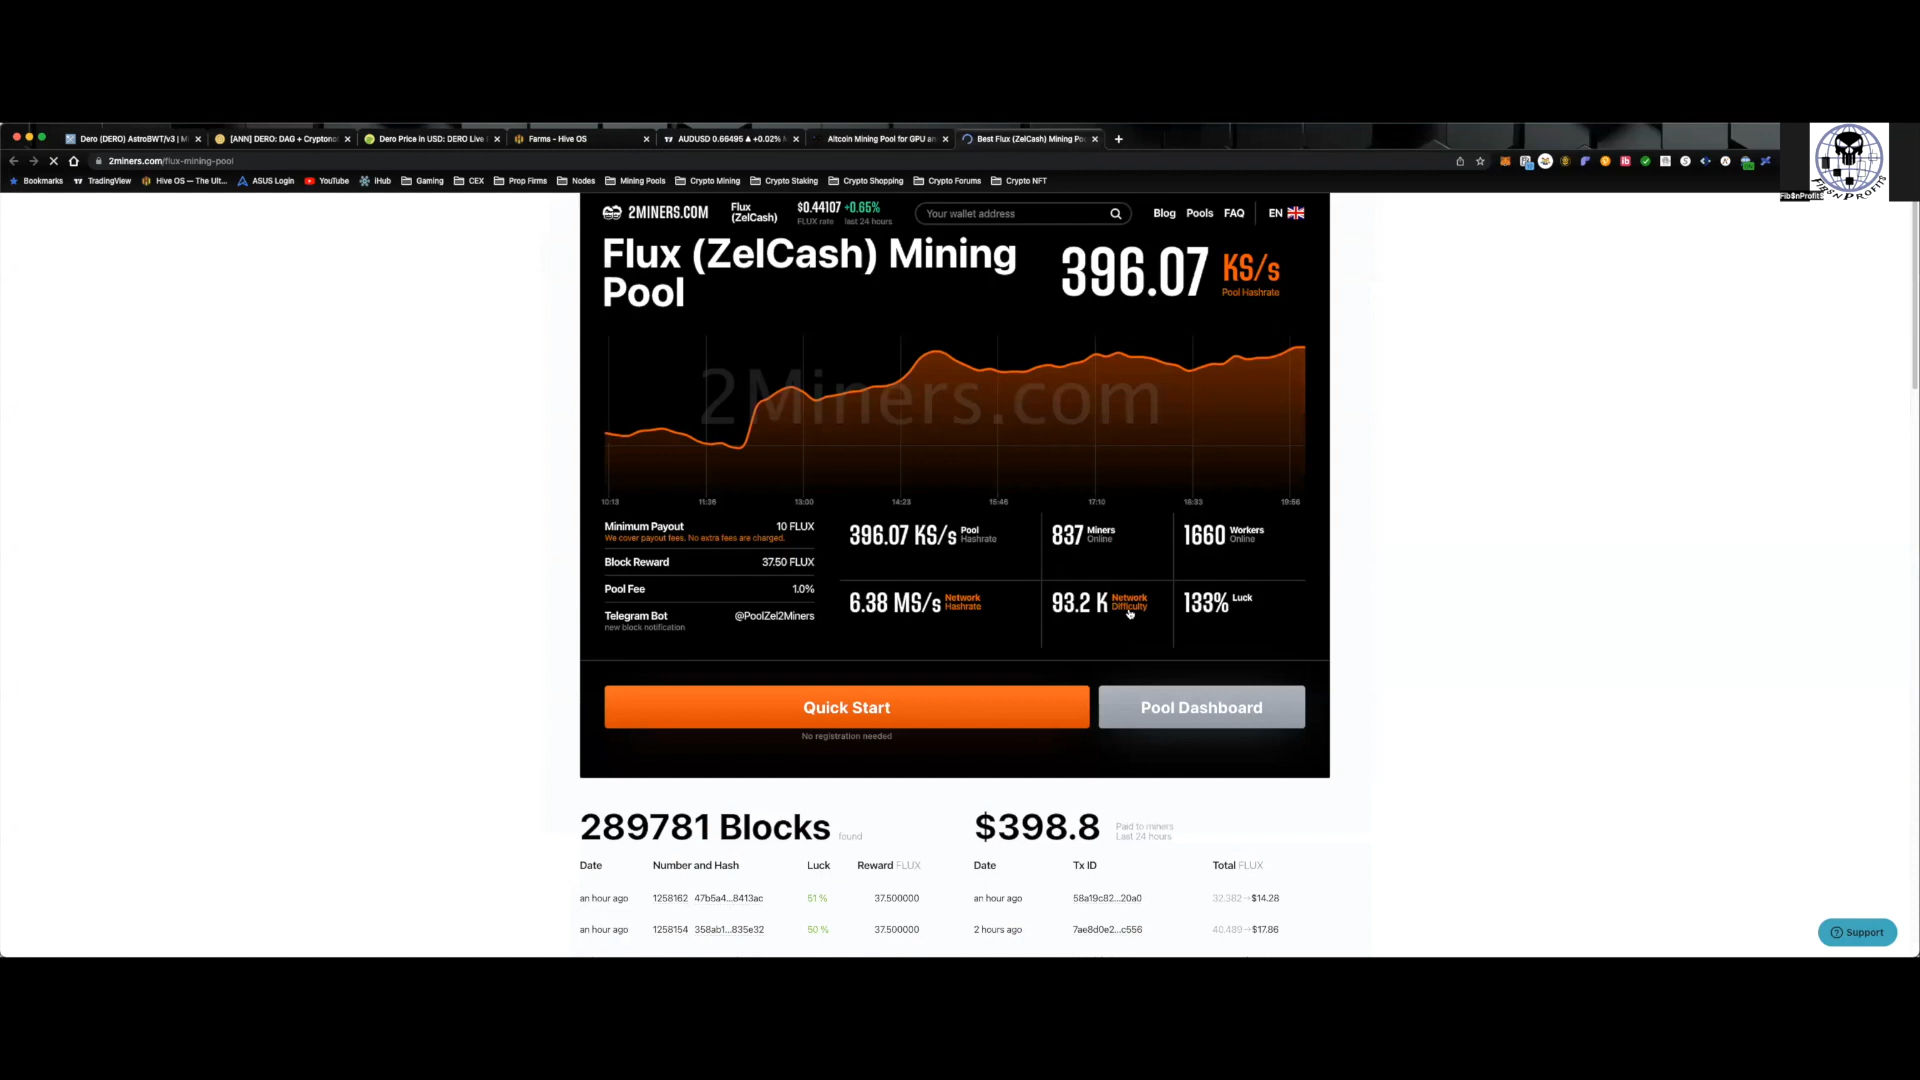 Dero (DERO) AstroBWT/v3 | M
[ANN] DERO: DAG + Cryptonot
Dero Price in USD: DERO Live
Farms - Hive OS
AUDUSD 0.66495 ▲ +0.02%
Altcoin Mining Pool for GPU an
Best Flux (ZelCash) Mining Poo
2miners.com/flux-mining-pool
Bookmarks
TradingView
Hive OS — The Ult...
ASUS Login
YouTube
IHub
Gaming
CEX
Prop Firms
Nodes
Mining Pools
Crypto Mining
Crypto Staking
Crypto Shopping
Crypto Forums
Crypto NFT
Fib$nProfits
FIB$NPROFIT$
2MINERS.COM
Flux (ZelCash)
$0.44107 +0.65%
FLUX rate last 24 hours
Your wallet address
Blog Pools FAQ EN
Flux (ZelCash) Mining
Pool
396.07 KS/s
Pool Hashrate
2Miners.com
10:13 11:36 13:00 14:23 15:46 17:10 18:33 19:56
Minimum Payout 10 FLUX
We cover payout fees. No extra fees are charged.
Block Reward 37.50 FLUX
Pool Fee 1.0%
Telegram Bot @PoolZel2Miners
new block notification
396.07 KS/s Pool Hashrate
837 Miners Online
1660 Workers Online
6.38 MS/s Network Hashrate
93.2 K Network Difficulty
133% Luck
Quick Start
No registration needed
Pool Dashboard
289781 Blocks found
$398.8 Paid to miners Last 24 hours
Date Number and Hash Luck Reward FLUX
an hour ago 1258162 47b5a4...8413ac 51 % 37.500000
an hour ago 1258154 358ab1...835e32 50 % 37.500000
Date Tx ID Total FLUX
an hour ago 58a19c82...20a0 32.382→$14.28
2 hours ago 7ae8d0e2...c556 40.489→$17.86
Support